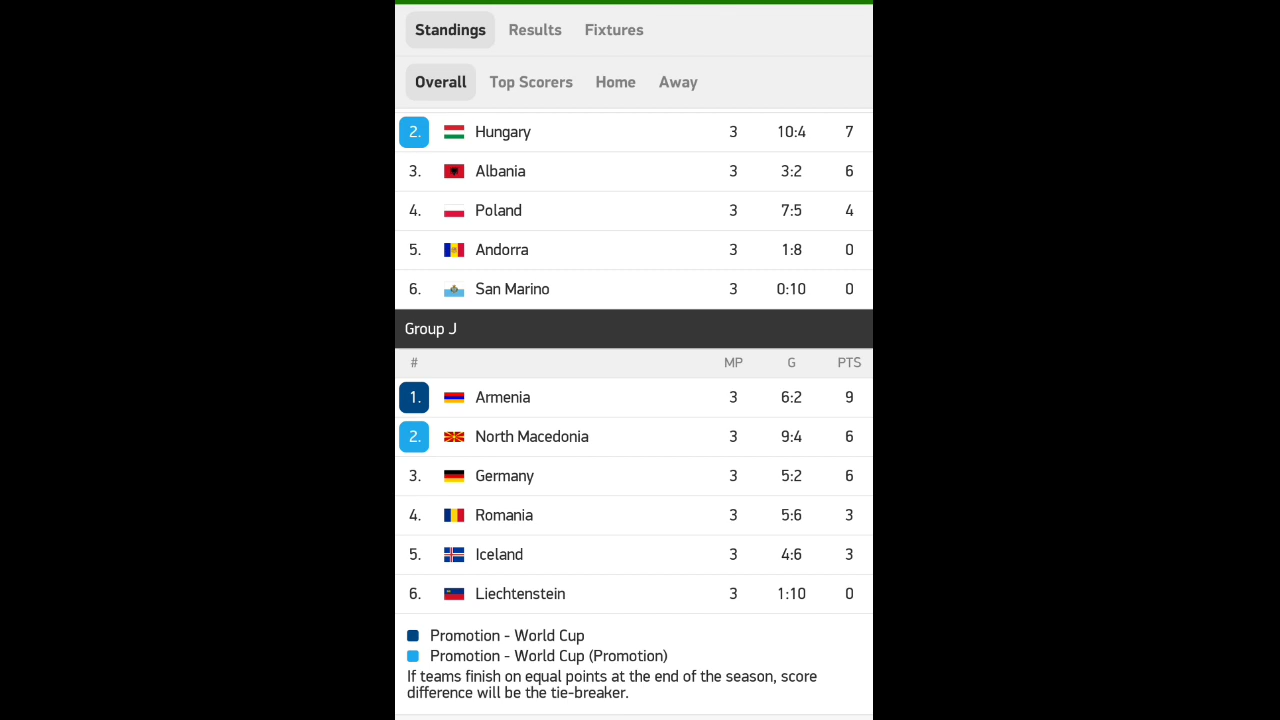 Standings Results Fixtures
Overall Top Scorers Home Away
2. Hungary 3 10:4 7
3. Albania 3 3:2 6
4. Poland 3 7:5 4
5. Andorra 3 1:8 0
6. San Marino 3 0:10 0
Group J
# MP G PTS
1. Armenia 3 6:2 9
2. North Macedonia 3 9:4 6
3. Germany 3 5:2 6
4. Romania 3 5:6 3
5. Iceland 3 4:6 3
6. Liechtenstein 3 1:10 0
Promotion - World Cup
Promotion - World Cup (Promotion)
If teams finish on equal points at the end of the season, score
difference will be the tie-breaker.